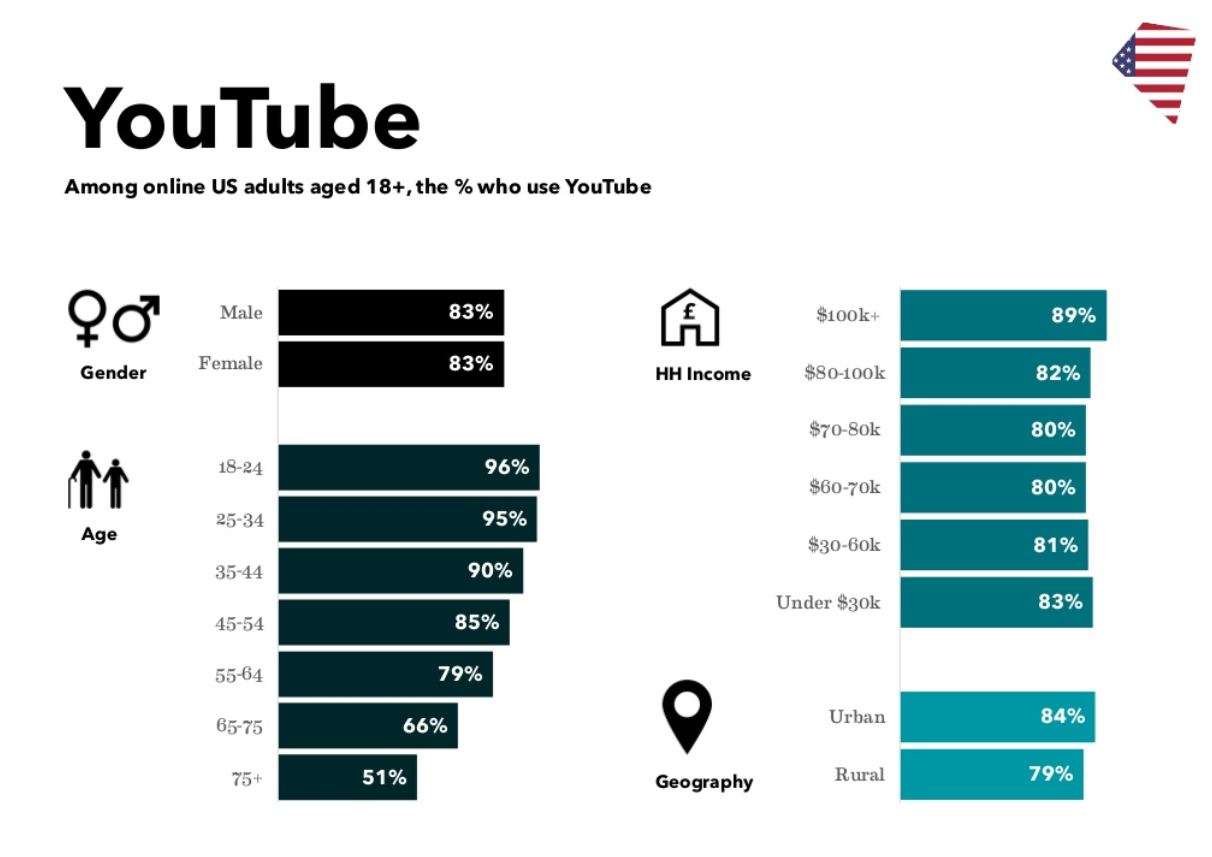 YouTube
Among online US adults aged 18+, the % who use YouTube
Gender
Male 83%
Female 83%
Age
18-24 96%
25-34 95%
35-44 90%
45-54 85%
55-64 79%
65-75 66%
75+ 51%
£
HH Income
$100k+ 89%
$80-100k 82%
$70-80k 80%
$60-70k 80%
$30-60k 81%
Under $30k 83%
Geography
Urban 84%
Rural 79%